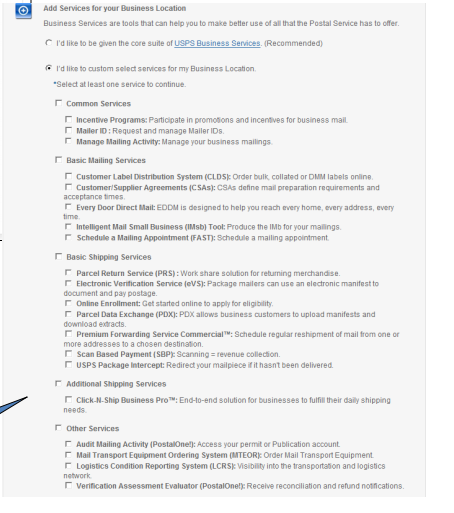 Add Services for your Business Location
Business Services are tools that can help you to make better use of all that the Postal Service has to offer.
I'd like to be given the core suite of USPS Business Services. (Recommended)
I'd like to custom select services for my Business Location.
*Select at least one service to continue.
Common Services
Incentive Programs: Participate in promotions and incentives for business mail.
Mailer ID : Request and manage Mailer IDs.
Manage Mailing Activity: Manage your business mailings.
Basic Mailing Services
Customer Label Distribution System (CLDS): Order bulk, collated or DMM labels online.
Customer/Supplier Agreements (CSAs): CSAs define mail preparation requirements and
acceptance times.
Every Door Direct Mail: EDDM is designed to help you reach every home, every address, every
time.
Intelligent Mail Small Business (IMsb) Tool: Produce the IMb for your mailings.
Schedule a Mailing Appointment (FAST): Schedule a mailing appointment.
Basic Shipping Services
Parcel Return Service (PRS) : Work share solution for returning merchandise.
Electronic Verification Service (eVS): Package mailers can use an electronic manifest to
document and pay postage.
Online Enrollment: Get started online to apply for eligibility.
Parcel Data Exchange (PDX): PDX allows business customers to upload manifests and
download extracts.
Premium Forwarding Service Commercial™: Schedule regular reshipment of mail from one or
more addresses to a chosen destination.
Scan Based Payment (SBP): Scanning = revenue collection.
USPS Package Intercept: Redirect your mailpiece if it hasn't been delivered.
Additional Shipping Services
Click-N-Ship Business Pro™: End-to-end solution for businesses to fulfill their daily shipping
needs.
Other Services
Audit Mailing Activity (PostalOne!): Access your permit or Publication account.
Mail Transport Equipment Ordering System (MTEOR): Order Mail Transport Equipment.
Logistics Condition Reporting System (LCRS): Visibility into the transportation and logistics
network.
Verification Assessment Evaluator (PostalOne!): Receive reconciliation and refund notifications.